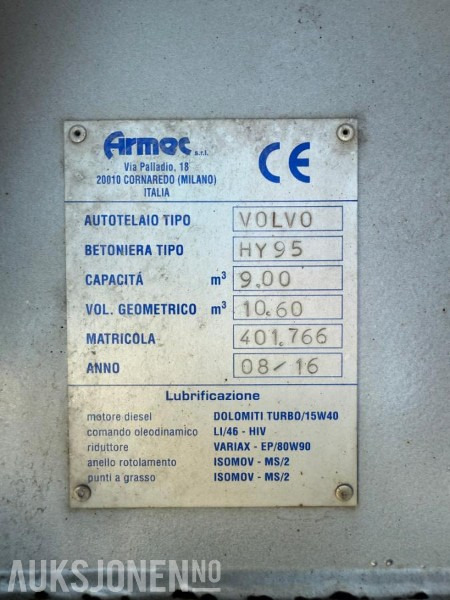 Armec s.r.l.
Via Palladio, 18
20010 CORNAREDO (MILANO)
ITALIA
CE
AUTOTELAIO TIPO VOLVO
BETONIERA TIPO HY95
CAPACITÁ m³ 9.00
VOL. GEOMETRICO m³ 10.60
MATRICOLA 401.766
ANNO 08/16
Lubrificazione
motore diesel DOLOMITI TURBO/15W40
comando oleodinamico LI/46 - HIV
riduttore VARIAX - EP/80W90
anello rotolamento ISOMOV - MS/2
punti a grasso ISOMOV - MS/2
AUKSJONEN.NO